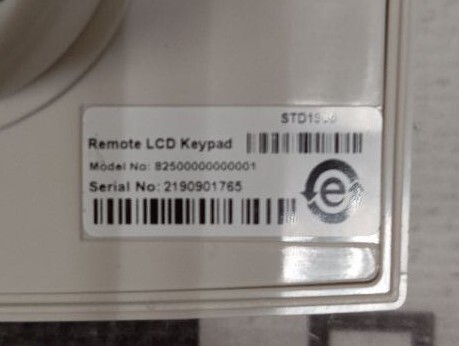 Remote LCD Keypad
Model No: 82500000000001
Serial No: 2190901765
e